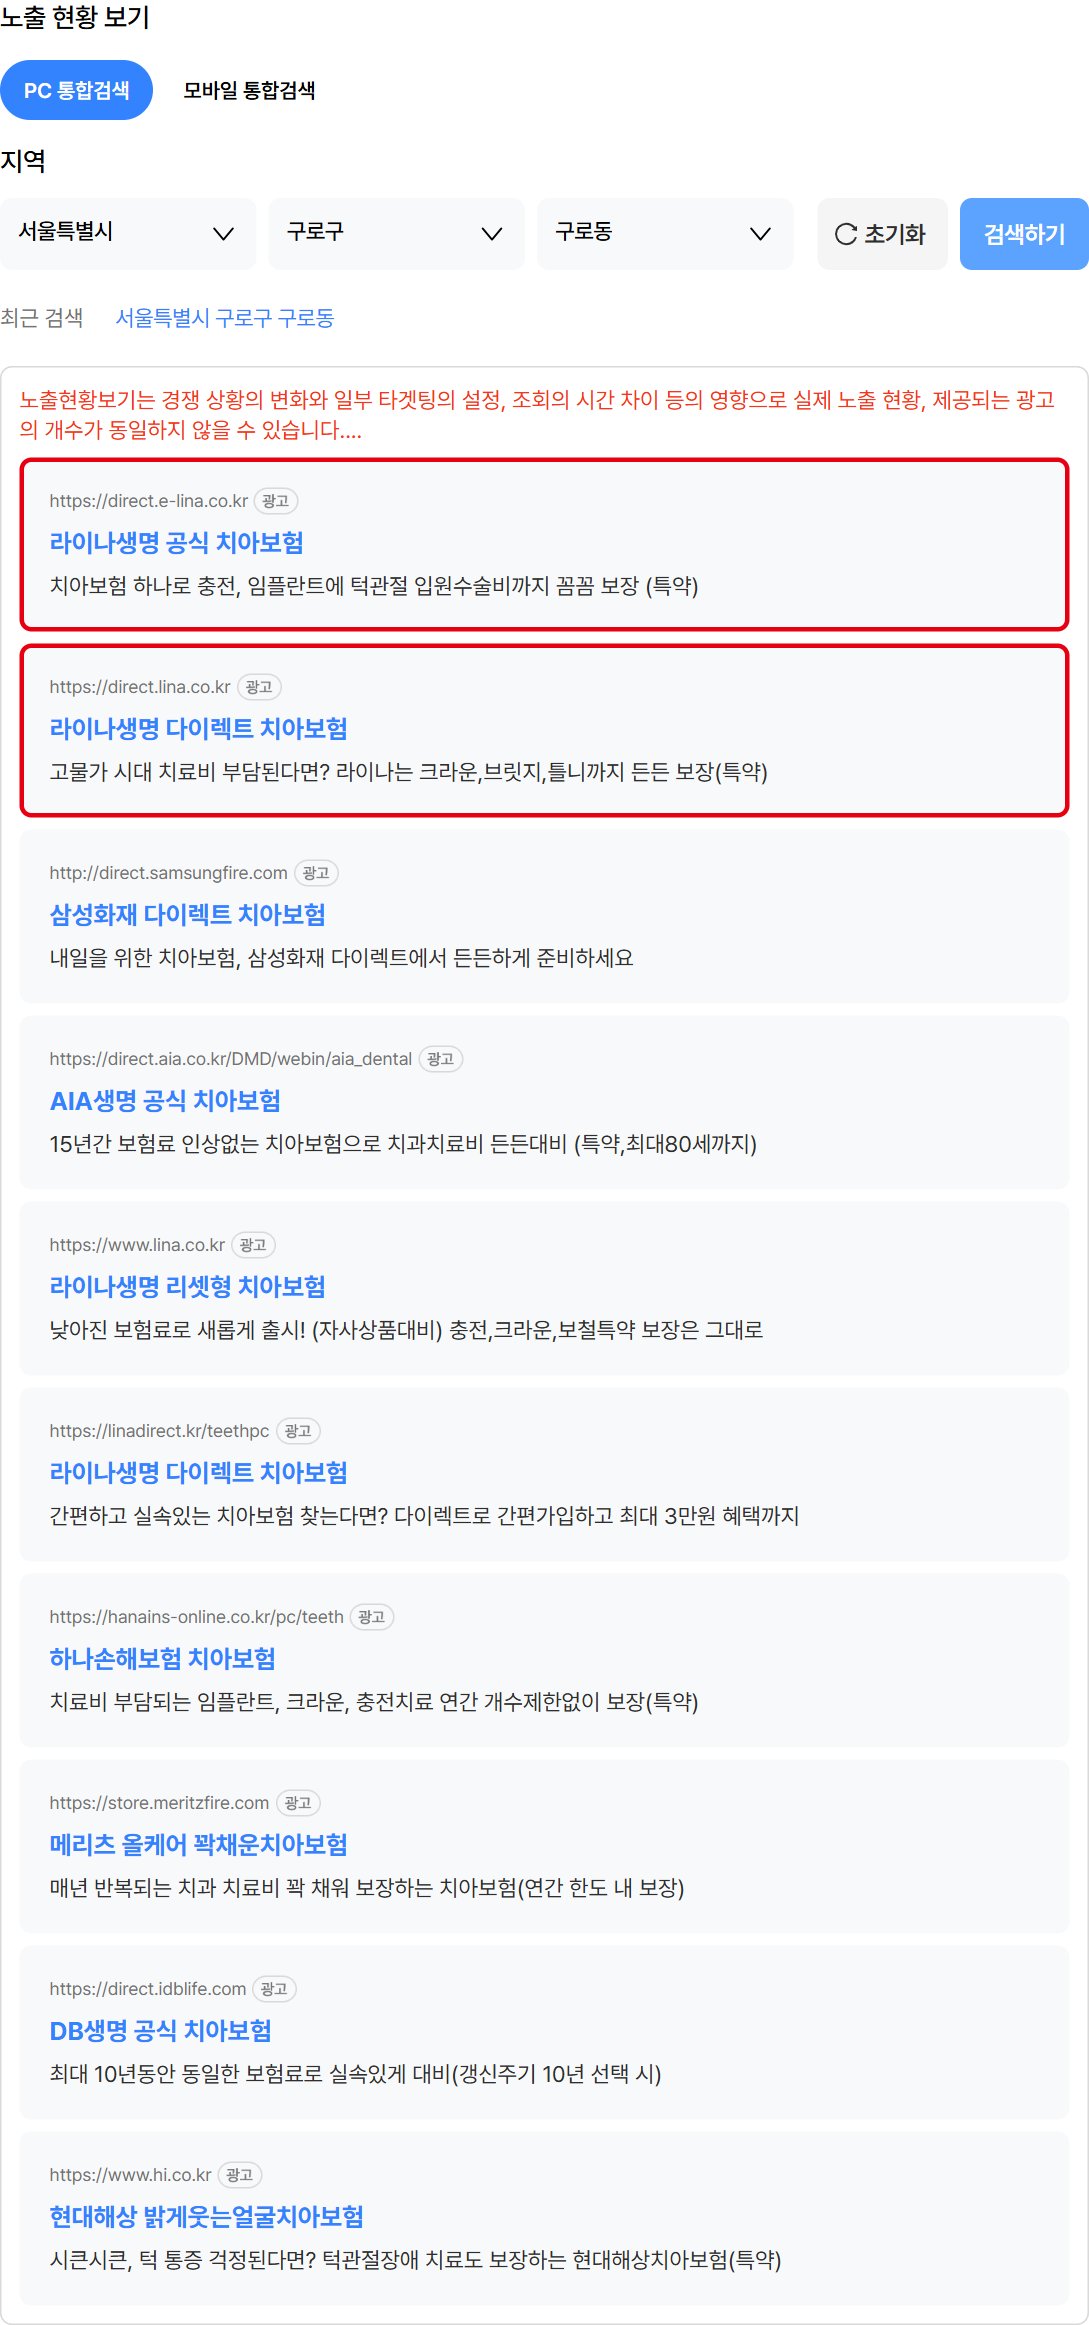 노출 현황 보기
PC 통합검색
모바일 통합검색
지역
서울특별시
구로구
구로동
초기화
검색하기
최근 검색
서울특별시 구로구 구로동
노출현황보기는 경쟁 상황의 변화와 일부 타겟팅의 설정, 조회의 시간 차이 등의 영향으로 실제 노출 현황, 제공되는 광고
의 개수가 동일하지 않을 수 있습니다....
https://direct.e-lina.co.kr 광고
라이나생명 공식 치아보험
치아보험 하나로 충전, 임플란트에 턱관절 입원수술비까지 꼼꼼 보장 (특약)
https://direct.lina.co.kr 광고
라이나생명 다이렉트 치아보험
고물가 시대 치료비 부담된다면? 라이나는 크라운,브릿지,틀니까지 든든 보장(특약)
http://direct.samsungfire.com 광고
삼성화재 다이렉트 치아보험
내일을 위한 치아보험, 삼성화재 다이렉트에서 든든하게 준비하세요
https://direct.aia.co.kr/DMD/webin/aia_dental 광고
AIA생명 공식 치아보험
15년간 보험료 인상없는 치아보험으로 치과치료비 든든대비 (특약,최대80세까지)
https://www.lina.co.kr 광고
라이나생명 리셋형 치아보험
낮아진 보험료로 새롭게 출시! (자사상품대비) 충전,크라운,보철특약 보장은 그대로
https://linadirect.kr/teethpc 광고
라이나생명 다이렉트 치아보험
간편하고 실속있는 치아보험 찾는다면? 다이렉트로 간편가입하고 최대 3만원 혜택까지
https://hanains-online.co.kr/pc/teeth 광고
하나손해보험 치아보험
치료비 부담되는 임플란트, 크라운, 충전치료 연간 개수제한없이 보장(특약)
https://store.meritzfire.com 광고
메리츠 올케어 꽉채운치아보험
매년 반복되는 치과 치료비 꽉 채워 보장하는 치아보험(연간 한도 내 보장)
https://direct.idblife.com 광고
DB생명 공식 치아보험
최대 10년동안 동일한 보험료로 실속있게 대비(갱신주기 10년 선택 시)
https://www.hi.co.kr 광고
현대해상 밝게웃는얼굴치아보험
시큰시큰, 턱 통증 걱정된다면? 턱관절장애 치료도 보장하는 현대해상치아보험(특약)